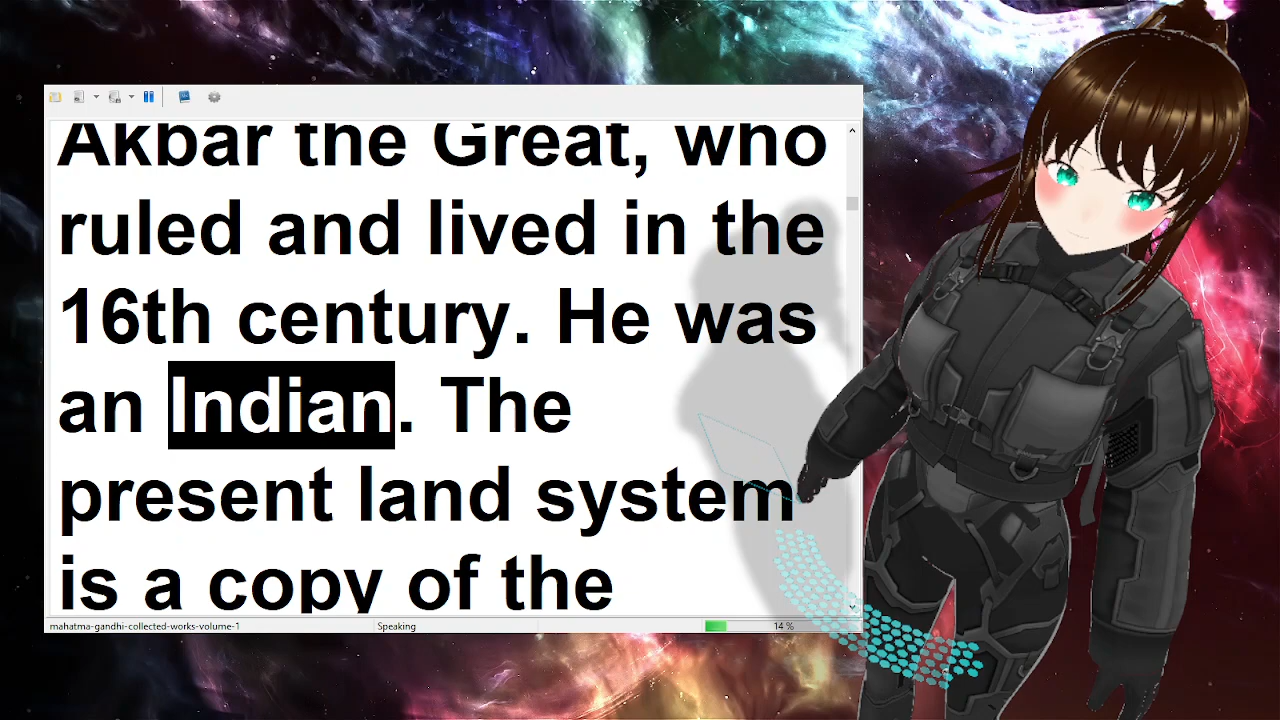 Akbar the Great, who
ruled and lived in the
16th century. He was
an Indian. The
present land system
is a copy of the
mahatma-gandhi-collected-works-volume-1 Speaking 14 %